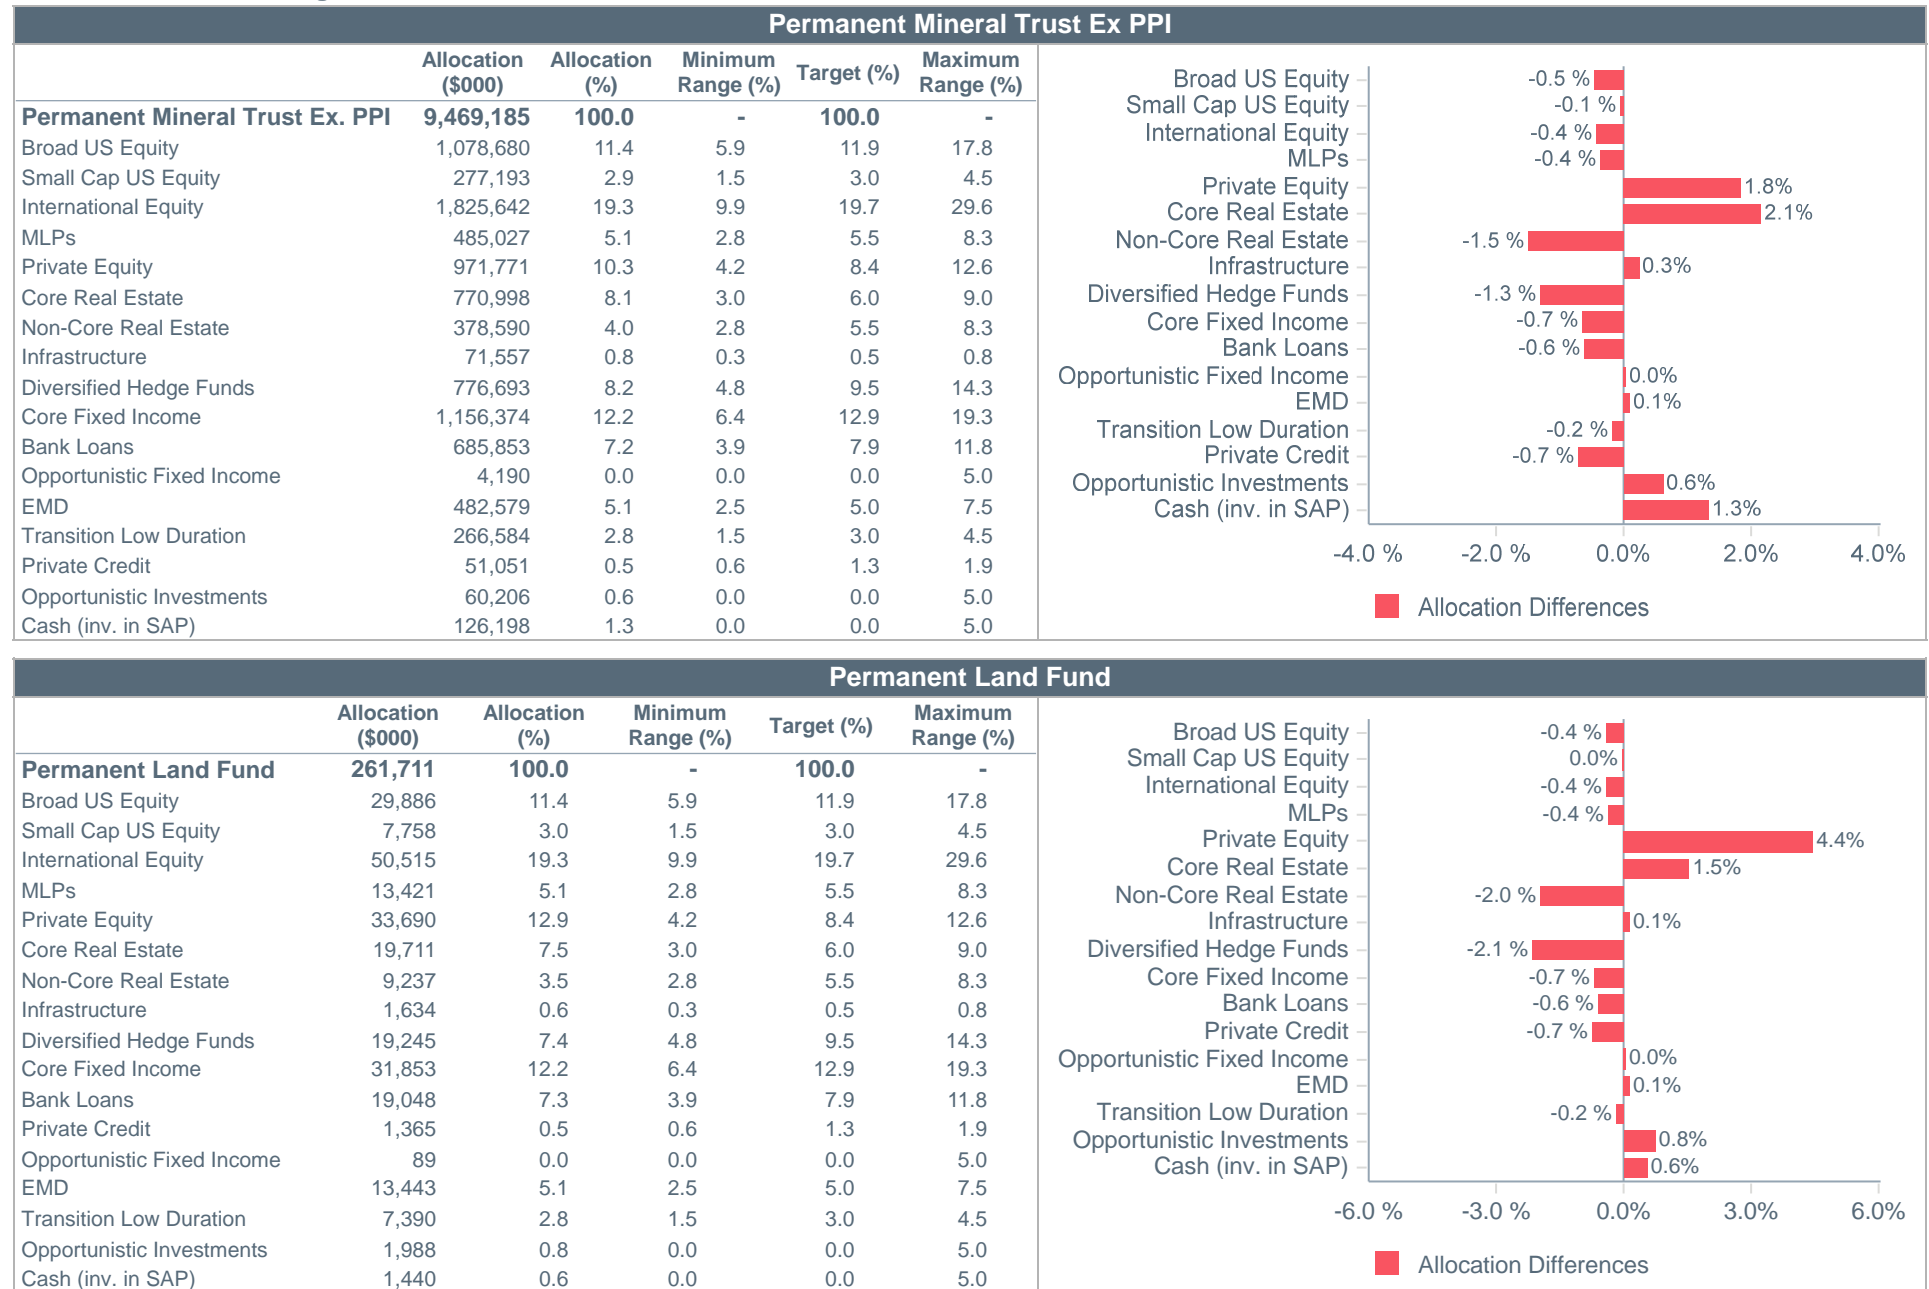 Permanent Mineral Trust Ex PPI
Allocation ($000) Allocation (%) Minimum Range (%) Target (%) Maximum Range (%)
Permanent Mineral Trust Ex. PPI 9,469,185 100.0 - 100.0 -
Broad US Equity 1,078,680 11.4 5.9 11.9 17.8
Small Cap US Equity 277,193 2.9 1.5 3.0 4.5
International Equity 1,825,642 19.3 9.9 19.7 29.6
MLPs 485,027 5.1 2.8 5.5 8.3
Private Equity 971,771 10.3 4.2 8.4 12.6
Core Real Estate 770,998 8.1 3.0 6.0 9.0
Non-Core Real Estate 378,590 4.0 2.8 5.5 8.3
Infrastructure 71,557 0.8 0.3 0.5 0.8
Diversified Hedge Funds 776,693 8.2 4.8 9.5 14.3
Core Fixed Income 1,156,374 12.2 6.4 12.9 19.3
Bank Loans 685,853 7.2 3.9 7.9 11.8
Opportunistic Fixed Income 4,190 0.0 0.0 0.0 5.0
EMD 482,579 5.1 2.5 5.0 7.5
Transition Low Duration 266,584 2.8 1.5 3.0 4.5
Private Credit 51,051 0.5 0.6 1.3 1.9
Opportunistic Investments 60,206 0.6 0.0 0.0 5.0
Cash (inv. in SAP) 126,198 1.3 0.0 0.0 5.0
Broad US Equity -0.5 %
Small Cap US Equity -0.1 %
International Equity -0.4 %
MLPs -0.4 %
Private Equity 1.8%
Core Real Estate 2.1%
Non-Core Real Estate -1.5 %
Infrastructure 0.3%
Diversified Hedge Funds -1.3 %
Core Fixed Income -0.7 %
Bank Loans -0.6 %
Opportunistic Fixed Income 0.0%
EMD 0.1%
Transition Low Duration -0.2 %
Private Credit -0.7 %
Opportunistic Investments 0.6%
Cash (inv. in SAP) 1.3%
-4.0 % -2.0 % 0.0% 2.0% 4.0%
Allocation Differences
Permanent Land Fund
Allocation ($000) Allocation (%) Minimum Range (%) Target (%) Maximum Range (%)
Permanent Land Fund 261,711 100.0 - 100.0 -
Broad US Equity 29,886 11.4 5.9 11.9 17.8
Small Cap US Equity 7,758 3.0 1.5 3.0 4.5
International Equity 50,515 19.3 9.9 19.7 29.6
MLPs 13,421 5.1 2.8 5.5 8.3
Private Equity 33,690 12.9 4.2 8.4 12.6
Core Real Estate 19,711 7.5 3.0 6.0 9.0
Non-Core Real Estate 9,237 3.5 2.8 5.5 8.3
Infrastructure 1,634 0.6 0.3 0.5 0.8
Diversified Hedge Funds 19,245 7.4 4.8 9.5 14.3
Core Fixed Income 31,853 12.2 6.4 12.9 19.3
Bank Loans 19,048 7.3 3.9 7.9 11.8
Private Credit 1,365 0.5 0.6 1.3 1.9
Opportunistic Fixed Income 89 0.0 0.0 0.0 5.0
EMD 13,443 5.1 2.5 5.0 7.5
Transition Low Duration 7,390 2.8 1.5 3.0 4.5
Opportunistic Investments 1,988 0.8 0.0 0.0 5.0
Cash (inv. in SAP) 1,440 0.6 0.0 0.0 5.0
Broad US Equity -0.4 %
Small Cap US Equity 0.0%
International Equity -0.4 %
MLPs -0.4 %
Private Equity 4.4%
Core Real Estate 1.5%
Non-Core Real Estate -2.0 %
Infrastructure 0.1%
Diversified Hedge Funds -2.1 %
Core Fixed Income -0.7 %
Bank Loans -0.6 %
Private Credit -0.7 %
Opportunistic Fixed Income 0.0%
EMD 0.1%
Transition Low Duration -0.2 %
Opportunistic Investments 0.8%
Cash (inv. in SAP) 0.6%
-6.0 % -3.0 % 0.0% 3.0% 6.0%
Allocation Differences